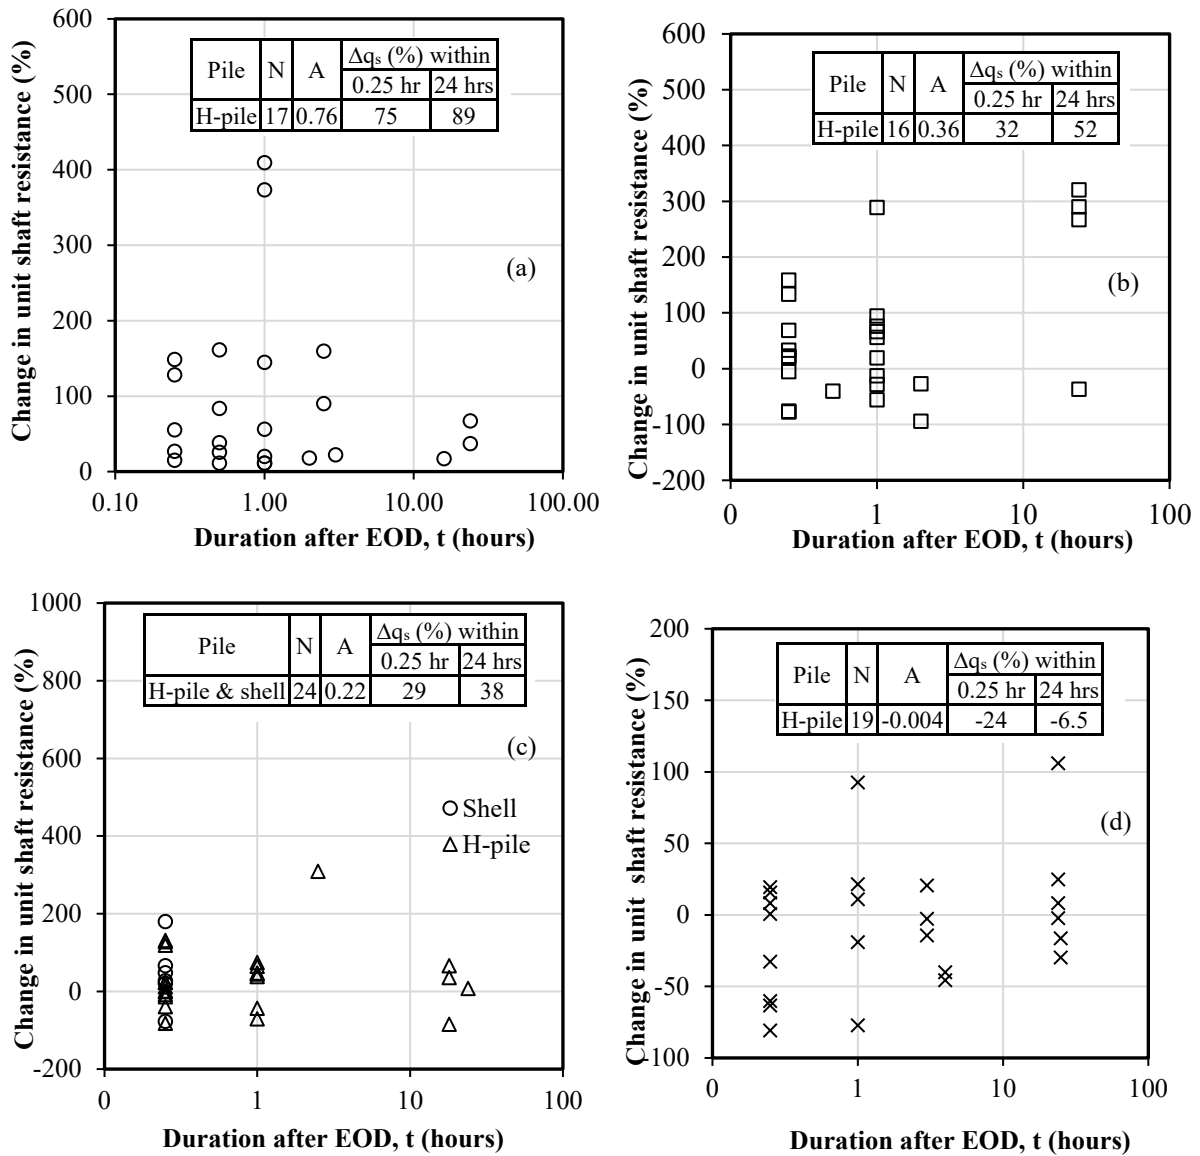 600
500
400
300
200
100
0
0.10 1.00 10.00 100.00
Change in unit shaft resistance (%)
Duration after EOD, t (hours)
Pile N A Δqs (%) within
0.25 hr 24 hrs
H-pile 17 0.76 75 89
(a)
600
500
400
300
200
100
0
-100
-200
0 1 10 100
Change in unit shaft resistance (%)
Duration after EOD, t (hours)
Pile N A Δqs (%) within
0.25 hr 24 hrs
H-pile 16 0.36 32 52
(b)
1000
800
600
400
200
0
-200
0 1 10 100
Change in unit shaft resistance (%)
Duration after EOD, t (hours)
Pile N A Δqs (%) within
0.25 hr 24 hrs
H-pile & shell 24 0.22 29 38
(c)
Shell
H-pile
200
150
100
50
0
-50
-100
0 1 10 100
Change in unit shaft resistance (%)
Duration after EOD, t (hours)
Pile N A Δqs (%) within
0.25 hr 24 hrs
H-pile 19 -0.004 -24 -6.5
(d)